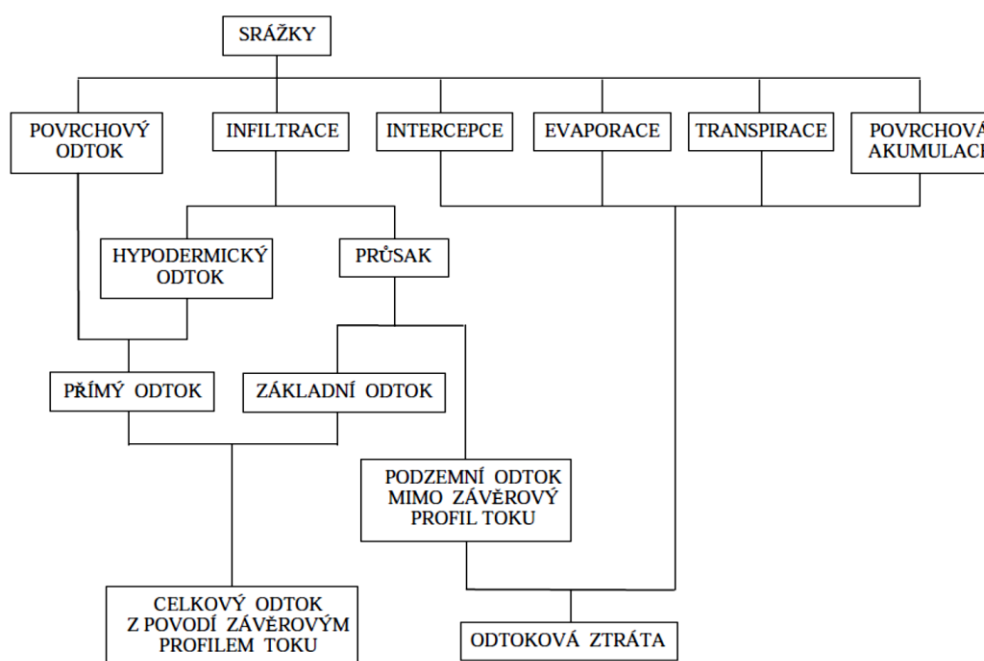 SRÁŽKY
POVRCHOVÝ
ODTOK
INFILTRACE
INTERCEPCE
EVAPORACE
TRANSPIRACE
POVRCHOVÁ
AKUMULACE
HYPODERMICKÝ
ODTOK
PRŮSAK
PŘÍMÝ ODTOK
ZÁKLADNÍ ODTOK
PODZEMNÍ ODTOK
MIMO ZÁVĚROVÝ
PROFIL TOKU
CELKOVÝ ODTOK
Z POVODÍ ZÁVĚROVÝM
PROFILEM TOKU
ODTOKOVÁ ZTRÁTA